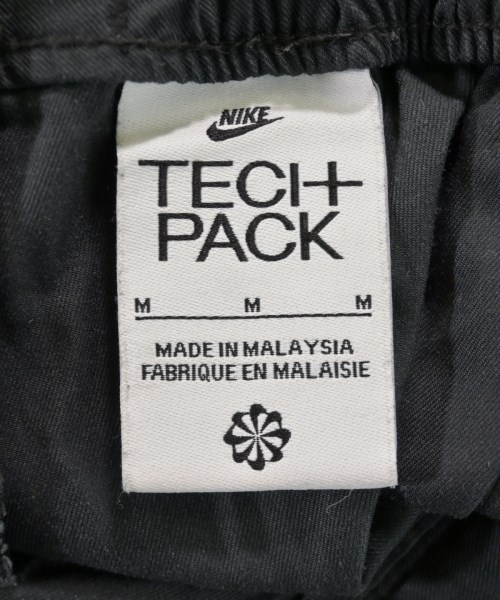 NIKE
TECH
PACK
M M M
MADE IN MALAYSIA
FABRIQUE EN MALAISIE